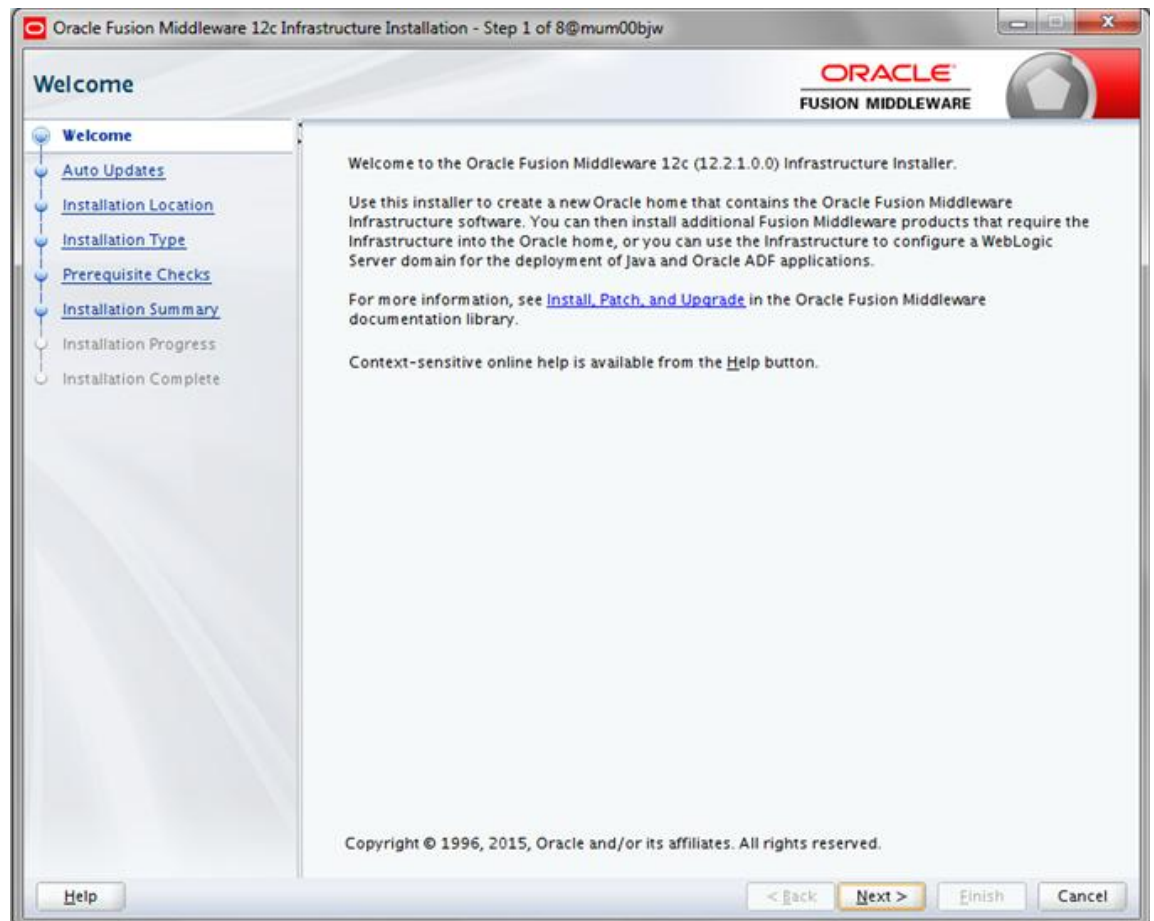 Oracle Fusion Middleware 12c Infrastructure Installation - Step 1 of 8@mum00bjw
Welcome
ORACLE
FUSION MIDDLEWARE
Welcome
Auto Updates
Installation Location
Installation Type
Prerequisite Checks
Installation Summary
Installation Progress
Installation Complete
Welcome to the Oracle Fusion Middleware 12c (12.2.1.0.0) Infrastructure Installer.
Use this installer to create a new Oracle home that contains the Oracle Fusion Middleware
Infrastructure software. You can then install additional Fusion Middleware products that require the
Infrastructure into the Oracle home, or you can use the Infrastructure to configure a WebLogic
Server domain for the deployment of Java and Oracle ADF applications.
For more information, see Install, Patch, and Upgrade in the Oracle Fusion Middleware
documentation library.
Context-sensitive online help is available from the Help button.
Copyright © 1996, 2015, Oracle and/or its affiliates. All rights reserved.
Help
< Back
Next >
Finish
Cancel